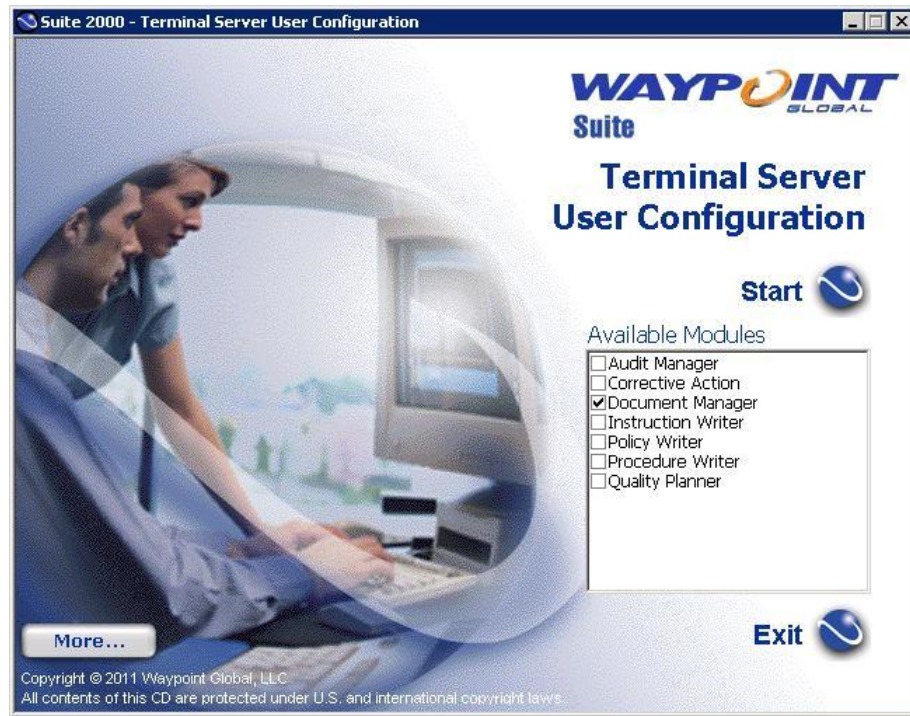 Suite 2000 - Terminal Server User Configuration
WAYPOINT
GLOBAL
Suite
Terminal Server
User Configuration
Start
Available Modules
Audit Manager
Corrective Action
Document Manager
Instruction Writer
Policy Writer
Procedure Writer
Quality Planner
More...
Exit
Copyright © 2011 Waypoint Global, LLC
All contents of this CD are protected under U.S. and international copyright laws